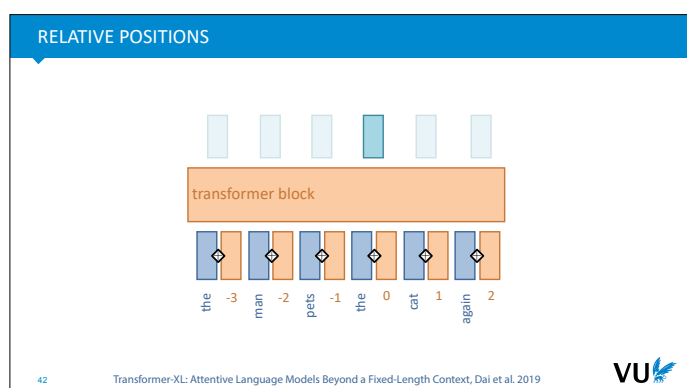 RELATIVE POSITIONS
transformer block
the -3 man -2 pets -1 the 0 cat 1 again 2
42 Transformer-XL: Attentive Language Models Beyond a Fixed-Length Context, Dai et al. 2019
VU